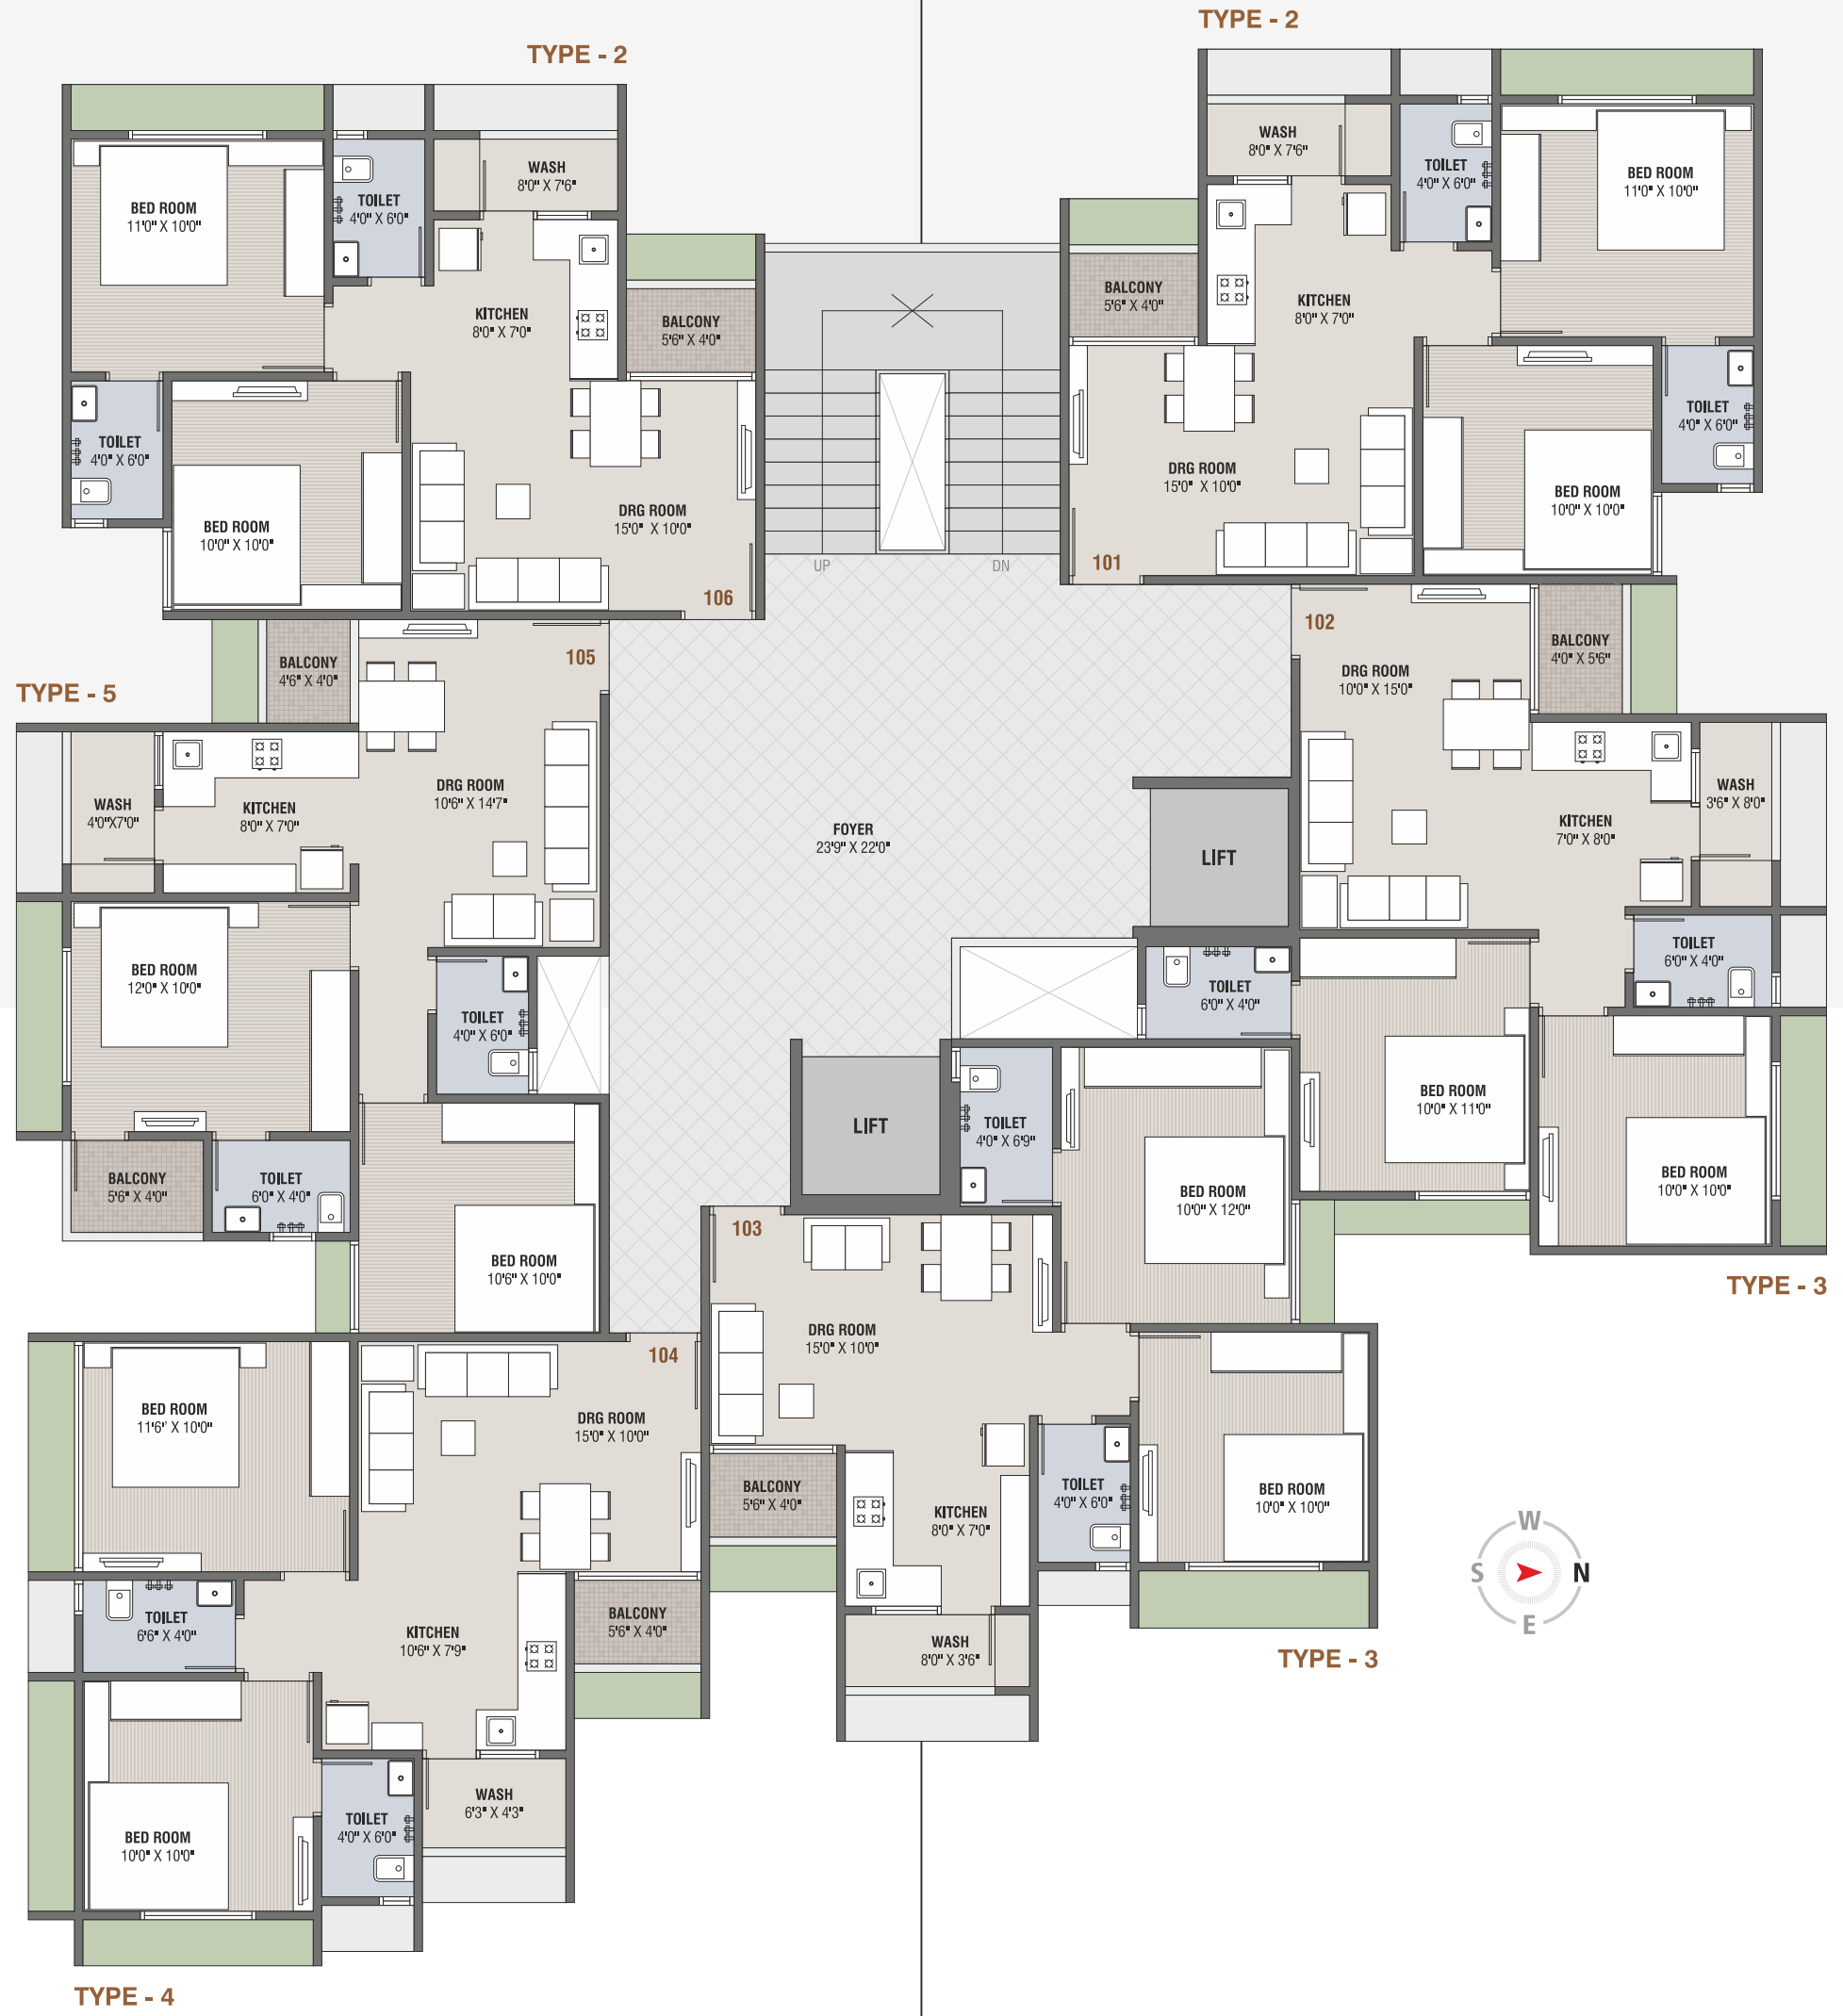 TYPE - 2
TYPE - 2
BED ROOM
11'0" X 10'0"
TOILET
4'0" X 6'0"
WASH
8'0" X 7'6"
KITCHEN
8'0" X 7'0"
BALCONY
5'6" X 4'0"
TOILET
4'0" X 6'0"
BED ROOM
10'0" X 10'0"
DRG ROOM
15'0" X 10'0"
106
UP
DN
WASH
8'0" X 7'6"
TOILET
4'0" X 6'0"
BED ROOM
11'0" X 10'0"
BALCONY
5'6" X 4'0"
KITCHEN
8'0" X 7'0"
TOILET
4'0" X 6'0"
DRG ROOM
15'0" X 10'0"
BED ROOM
10'0" X 10'0"
101
TYPE - 5
BALCONY
4'6" X 4'0"
105
WASH
4'0"X7'0"
KITCHEN
8'0" X 7'0"
DRG ROOM
10'6" X 14'7"
BED ROOM
12'0" X 10'0"
TOILET
4'0" X 6'0"
BALCONY
5'6" X 4'0"
TOILET
6'0" X 4'0"
BED ROOM
10'6" X 10'0"
FOYER
23'9" X 22'0"
LIFT
LIFT
102
DRG ROOM
10'0" X 15'0"
BALCONY
4'0" X 5'6"
WASH
3'6" X 8'0"
KITCHEN
7'0" X 8'0"
TOILET
6'0" X 4'0"
TOILET
6'0" X 4'0"
BED ROOM
10'0" X 11'0"
BED ROOM
10'0" X 10'0"
TYPE - 3
TOILET
4'0" X 6'9"
BED ROOM
10'0" X 12'0"
103
DRG ROOM
15'0" X 10'0"
BALCONY
5'6" X 4'0"
KITCHEN
8'0" X 7'0"
TOILET
4'0" X 6'0"
BED ROOM
10'0" X 10'0"
WASH
8'0" X 3'6"
TYPE - 3
104
BED ROOM
11'6' X 10'0"
DRG ROOM
15'0" X 10'0"
TOILET
6'6" X 4'0"
KITCHEN
10'6" X 7'9"
BALCONY
5'6" X 4'0"
WASH
6'3" X 4'3"
TOILET
4'0" X 6'0"
BED ROOM
10'0" X 10'0"
TYPE - 4
W
S
N
E